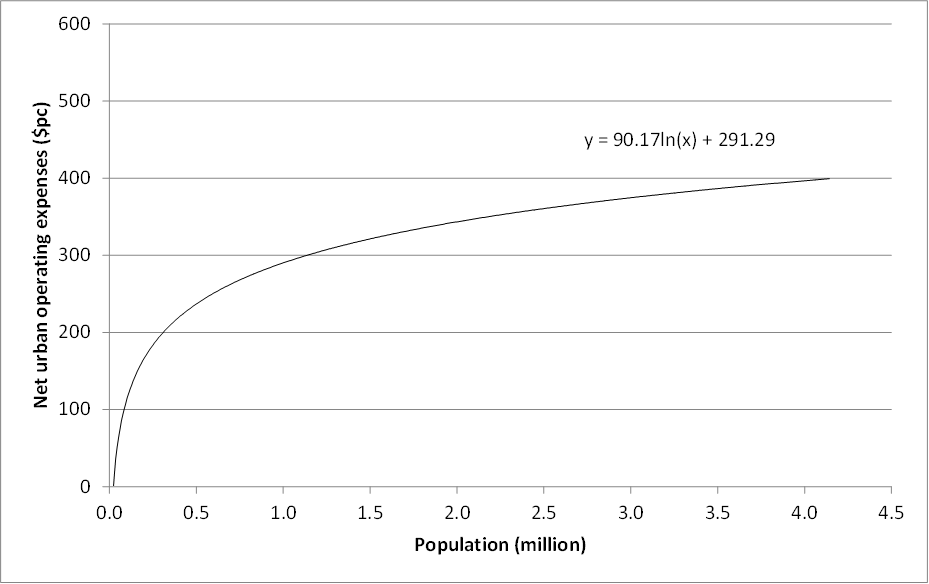 600
500
400
300
200
100
0
Net urban operating expenses ($pc)
y = 90.17ln(x) + 291.29
0.0 0.5 1.0 1.5 2.0 2.5 3.0 3.5 4.0 4.5
Population (million)